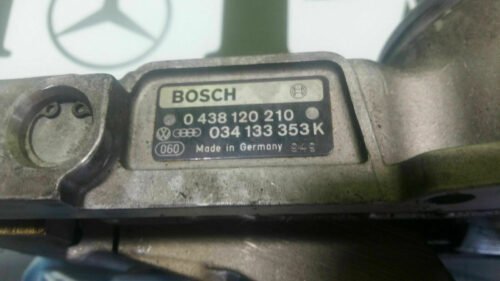 BOSCH
0 438 120 210
034 133 353 K
060 Made in Germany